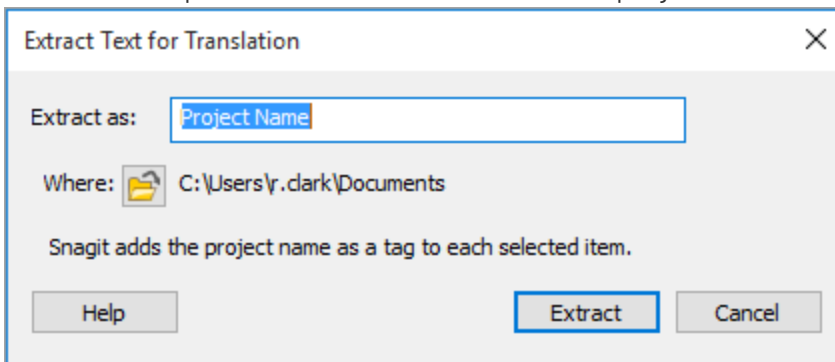 Extract Text for Translation
Extract as: Project Name
Where: C:\Users\r.clark\Documents
Snagit adds the project name as a tag to each selected item.
Help Extract Cancel